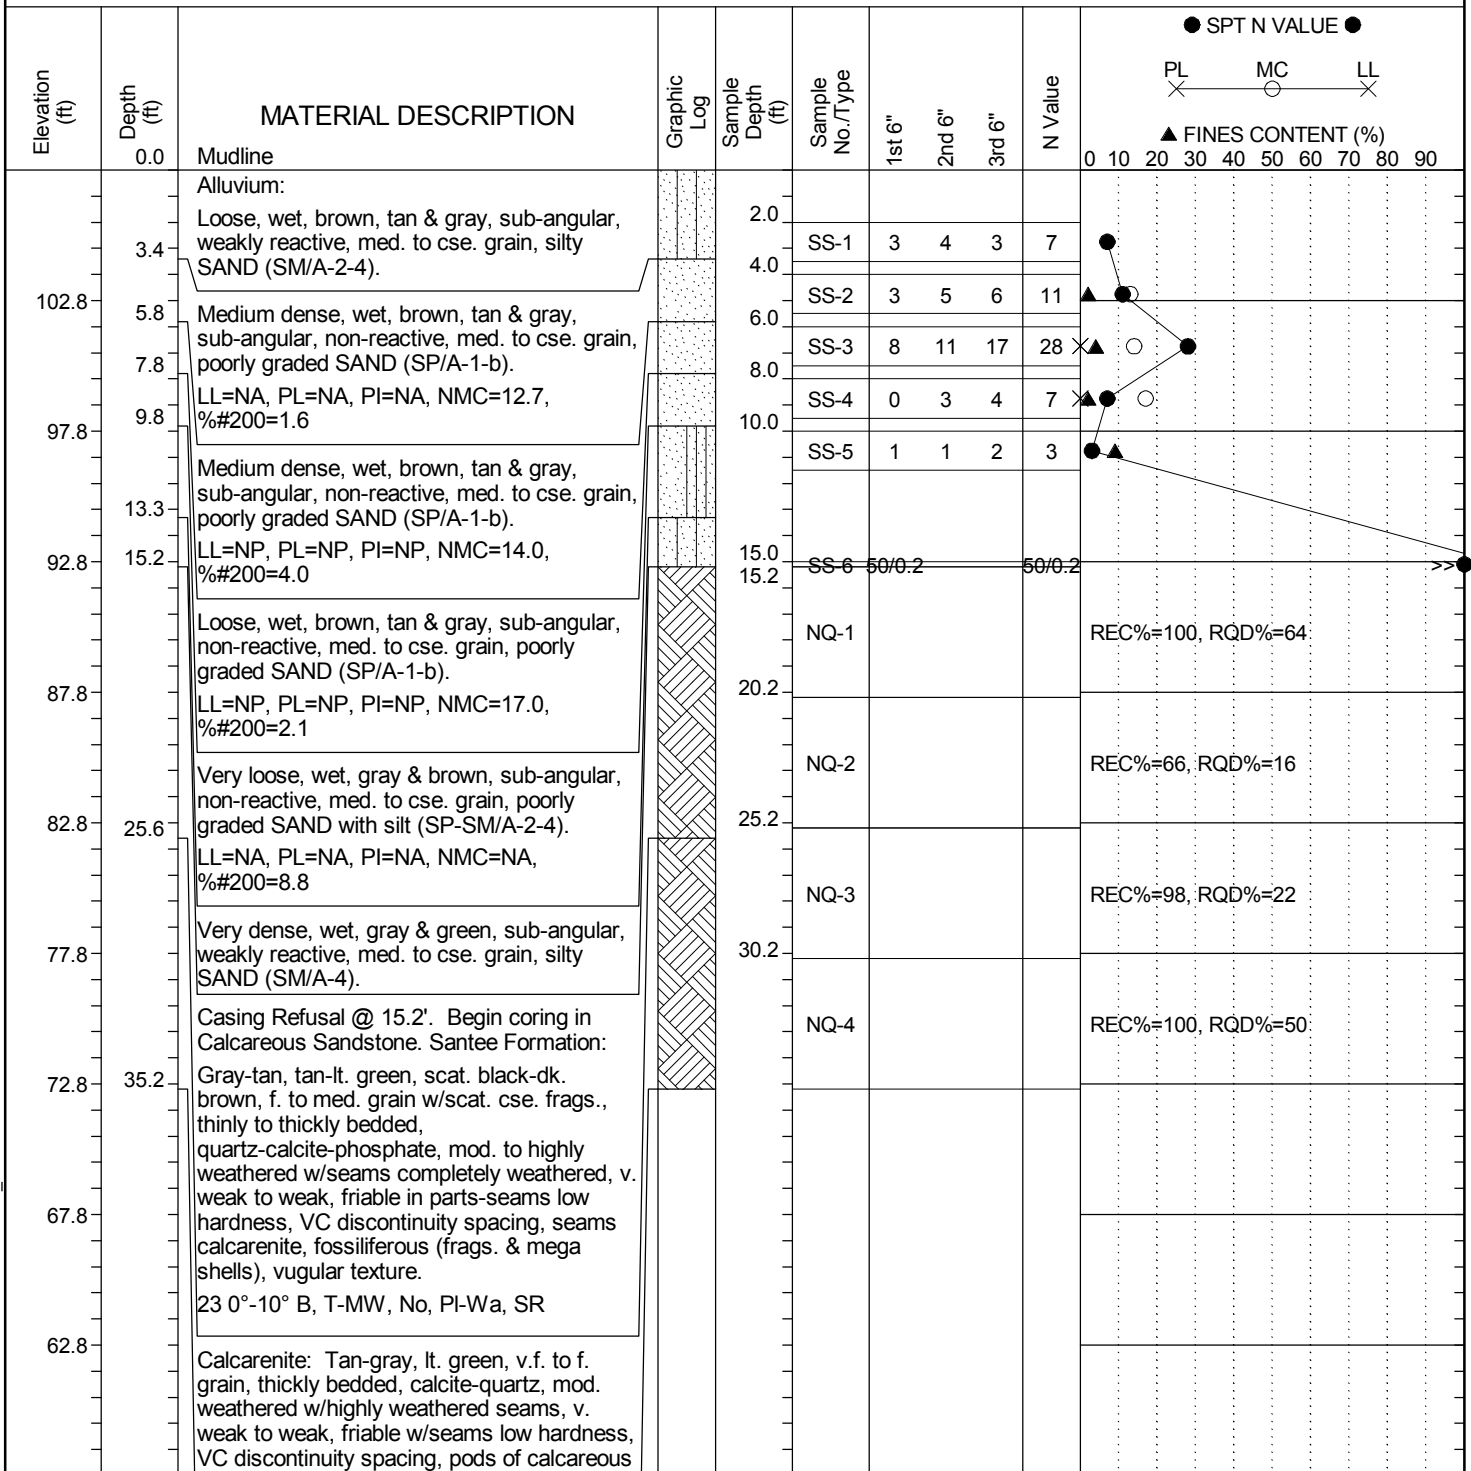 ● SPT N VALUE ●
PL MC LL
▲ FINES CONTENT (%)
0 10 20 30 40 50 60 70 80 90
Elevation
(ft)
Depth
(ft)
MATERIAL DESCRIPTION
Graphic
Log
Sample
Depth
(ft)
Sample
No./Type
1st 6"
2nd 6"
3rd 6"
N Value
0.0 Mudline
Alluvium:
Loose, wet, brown, tan & gray, sub-angular,
weakly reactive, med. to cse. grain, silty
SAND (SM/A-2-4).
Medium dense, wet, brown, tan & gray,
sub-angular, non-reactive, med. to cse. grain,
poorly graded SAND (SP/A-1-b).
LL=NA, PL=NA, PI=NA, NMC=12.7,
%#200=1.6
Medium dense, wet, brown, tan & gray,
sub-angular, non-reactive, med. to cse. grain,
poorly graded SAND (SP/A-1-b).
LL=NP, PL=NP, PI=NP, NMC=14.0,
%#200=4.0
Loose, wet, brown, tan & gray, sub-angular,
non-reactive, med. to cse. grain, poorly
graded SAND (SP/A-1-b).
LL=NP, PL=NP, PI=NP, NMC=17.0,
%#200=2.1
Very loose, wet, gray & brown, sub-angular,
non-reactive, med. to cse. grain, poorly
graded SAND with silt (SP-SM/A-2-4).
LL=NA, PL=NA, PI=NA, NMC=NA,
%#200=8.8
Very dense, wet, gray & green, sub-angular,
weakly reactive, med. to cse. grain, silty
SAND (SM/A-4).
Casing Refusal @ 15.2'. Begin coring in
Calcareous Sandstone. Santee Formation:
Gray-tan, tan-lt. green, scat. black-dk.
brown, f. to med. grain w/scat. cse. frags.,
thinly to thickly bedded,
quartz-calcite-phosphate, mod. to highly
weathered w/seams completely weathered, v.
weak to weak, friable in parts-seams low
hardness, VC discontinuity spacing, seams
calcarenite, fossiliferous (frags. & mega
shells), vugular texture.
23 0°-10° B, T-MW, No, Pl-Wa, SR
Calcarenite: Tan-gray, lt. green, v.f. to f.
grain, thickly bedded, calcite-quartz, mod.
weathered w/highly weathered seams, v.
weak to weak, friable w/seams low hardness,
VC discontinuity spacing, pods of calcareous
102.8
97.8
92.8
87.8
82.8
77.8
72.8
67.8
62.8
3.4
5.8
7.8
9.8
13.3
15.2
25.6
35.2
2.0
4.0
6.0
8.0
10.0
15.0
15.2
20.2
25.2
30.2
SS-1 3 4 3 7
SS-2 3 5 6 11
SS-3 8 11 17 28
SS-4 0 3 4 7
SS-5 1 1 2 3
SS-6 50/0.2 50/0.2 >>
NQ-1 REC%=100, RQD%=64
NQ-2 REC%=66, RQD%=16
NQ-3 REC%=98, RQD%=22
NQ-4 REC%=100, RQD%=50